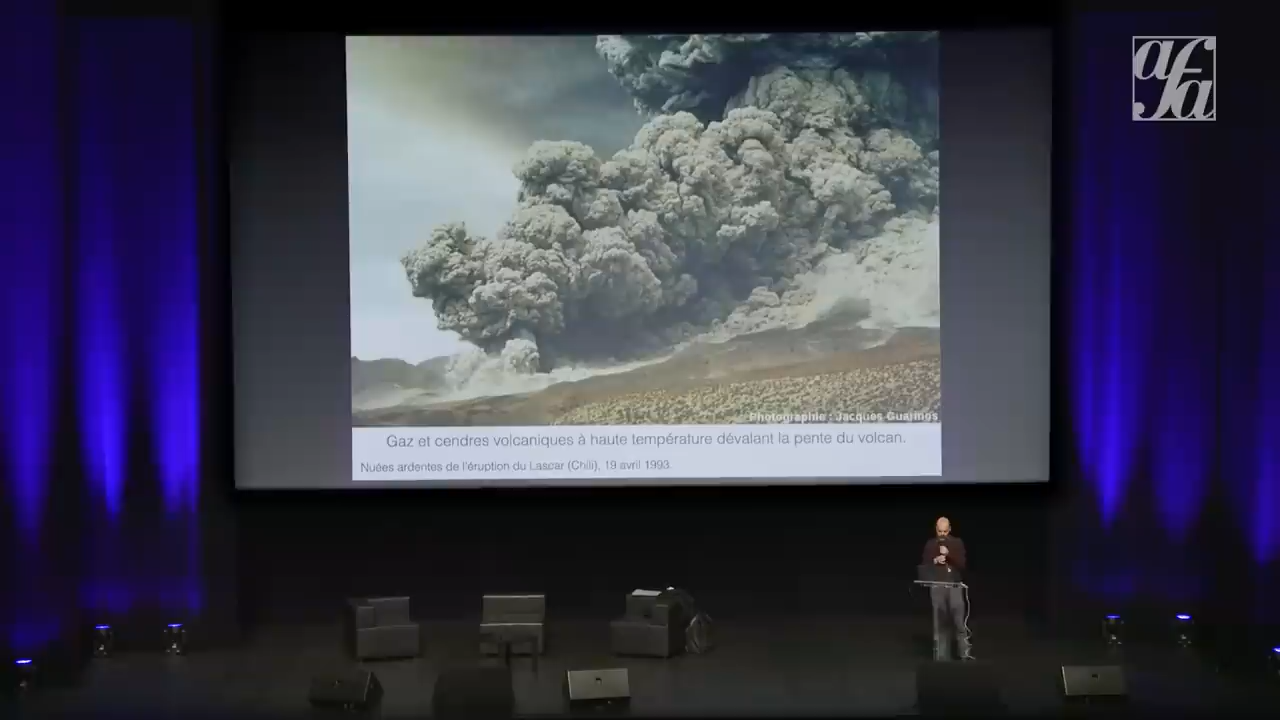 afa
Photographie : Jacques Guarinos
Gaz et cendres volcaniques à haute température dévalant la pente du volcan.
Nuées ardentes de l'éruption du Lascar (Chili), 19 avril 1993.